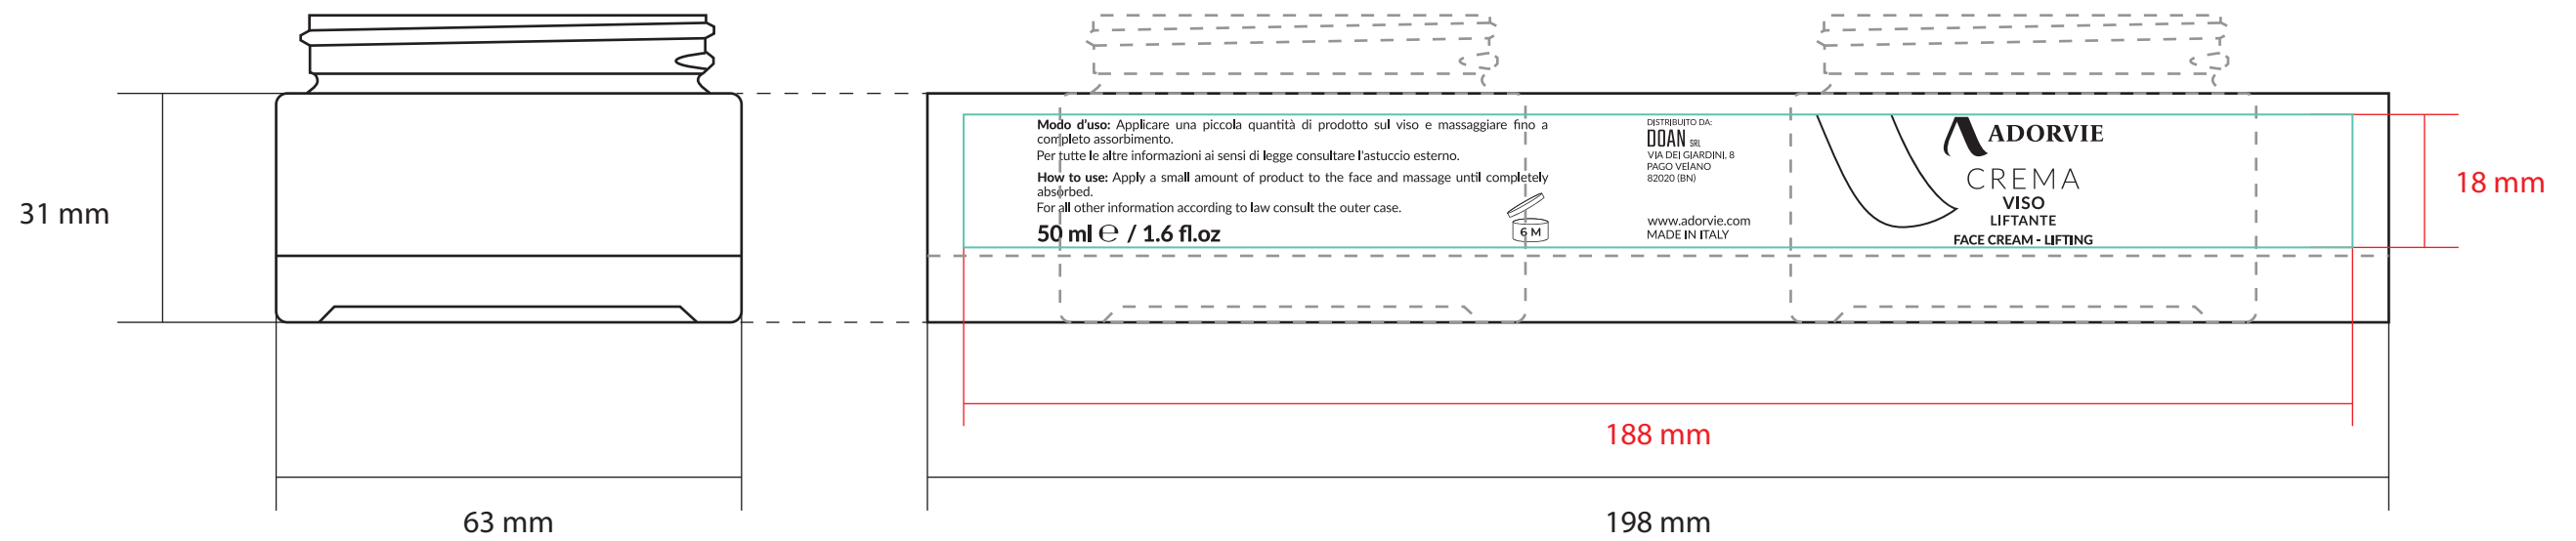 31 mm
63 mm
Modo d'uso: Applicare una piccola quantità di prodotto sul viso e massaggiare fino a
completo assorbimento.
Per tutte le altre informazioni ai sensi di legge consultare l'astuccio esterno.
How to use: Apply a small amount of product to the face and massage until completely
absorbed.
For all other information according to law consult the outer case.
50 ml ℮ / 1.6 fl.oz
6 M
DISTRIBUITO DA:
DOAN SRL
VIA DEI GIARDINI, 8
PAGO VEIANO
82020 (BN)
www.adorvie.com
MADE IN ITALY
ADORVIE
CREMA
VISO
LIFTANTE
FACE CREAM - LIFTING
18 mm
188 mm
198 mm